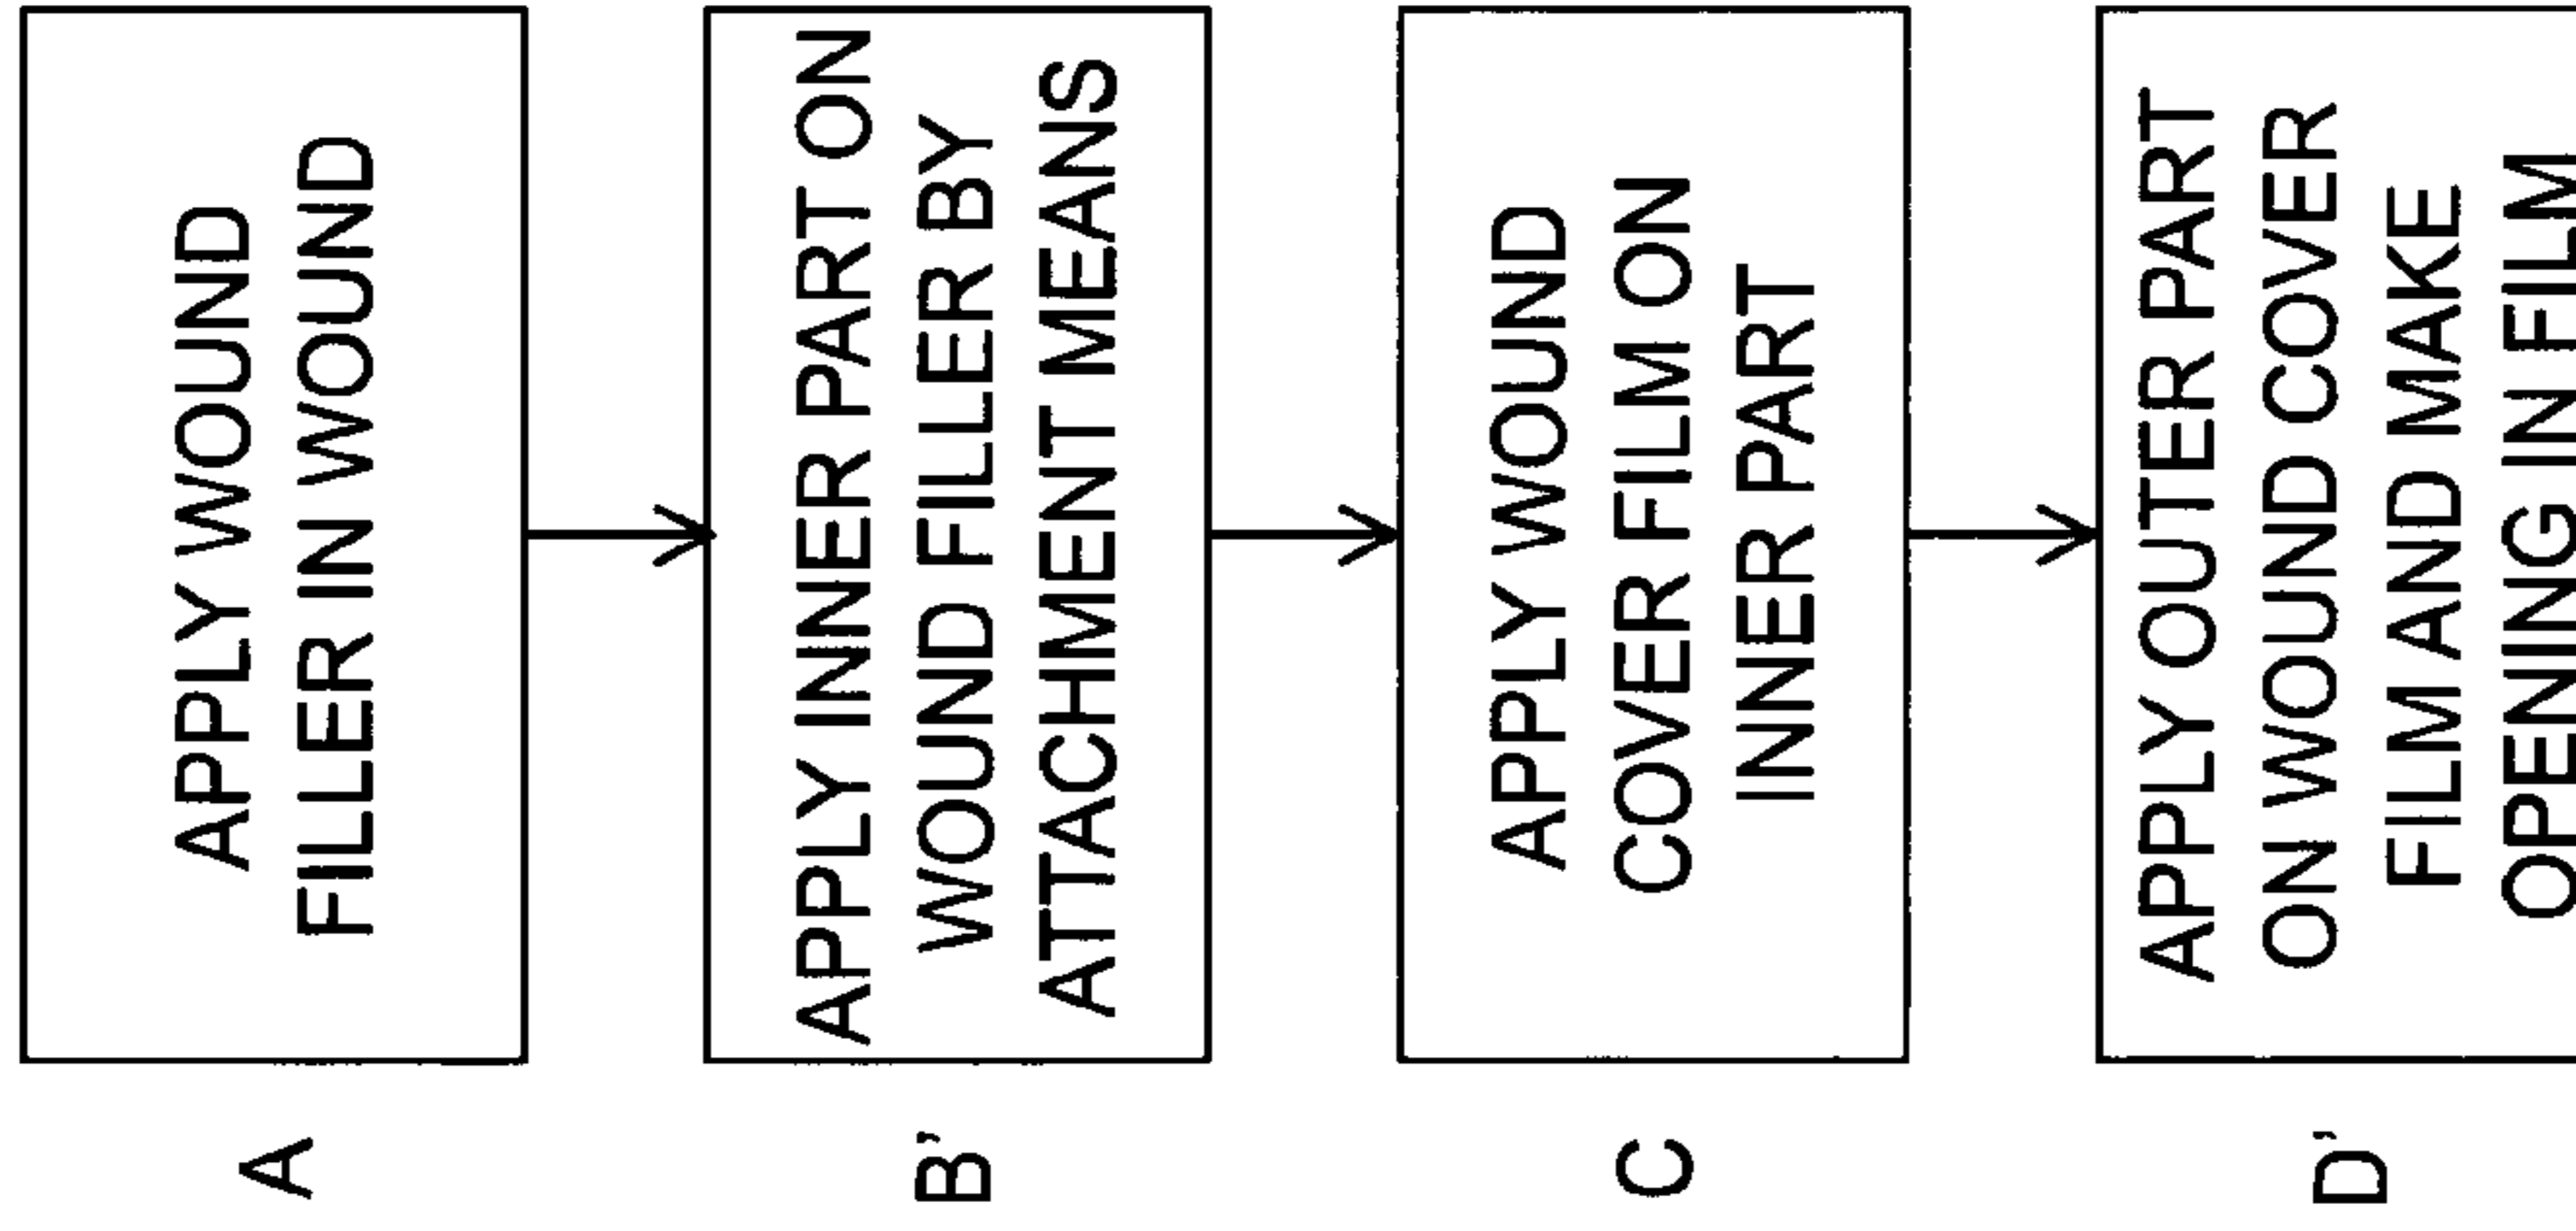 A
APPLY WOUND
FILLER IN WOUND
B'
APPLY INNER PART ON
WOUND FILLER BY
ATTACHMENT MEANS
C
APPLY WOUND
COVER FILM ON
INNER PART
D'
APPLY OUTER PART
ON WOUND COVER
FILM AND MAKE
OPENING IN FILM